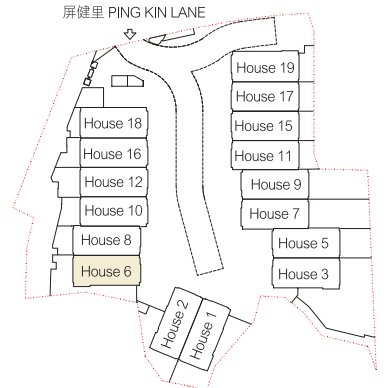 屏健里 PING KIN LANE
House 19
House 17
House 18
House 15
House 16
House 11
House 12
House 9
House 10
House 7
House 8
House 5
House 6
House 3
House 2
House 1